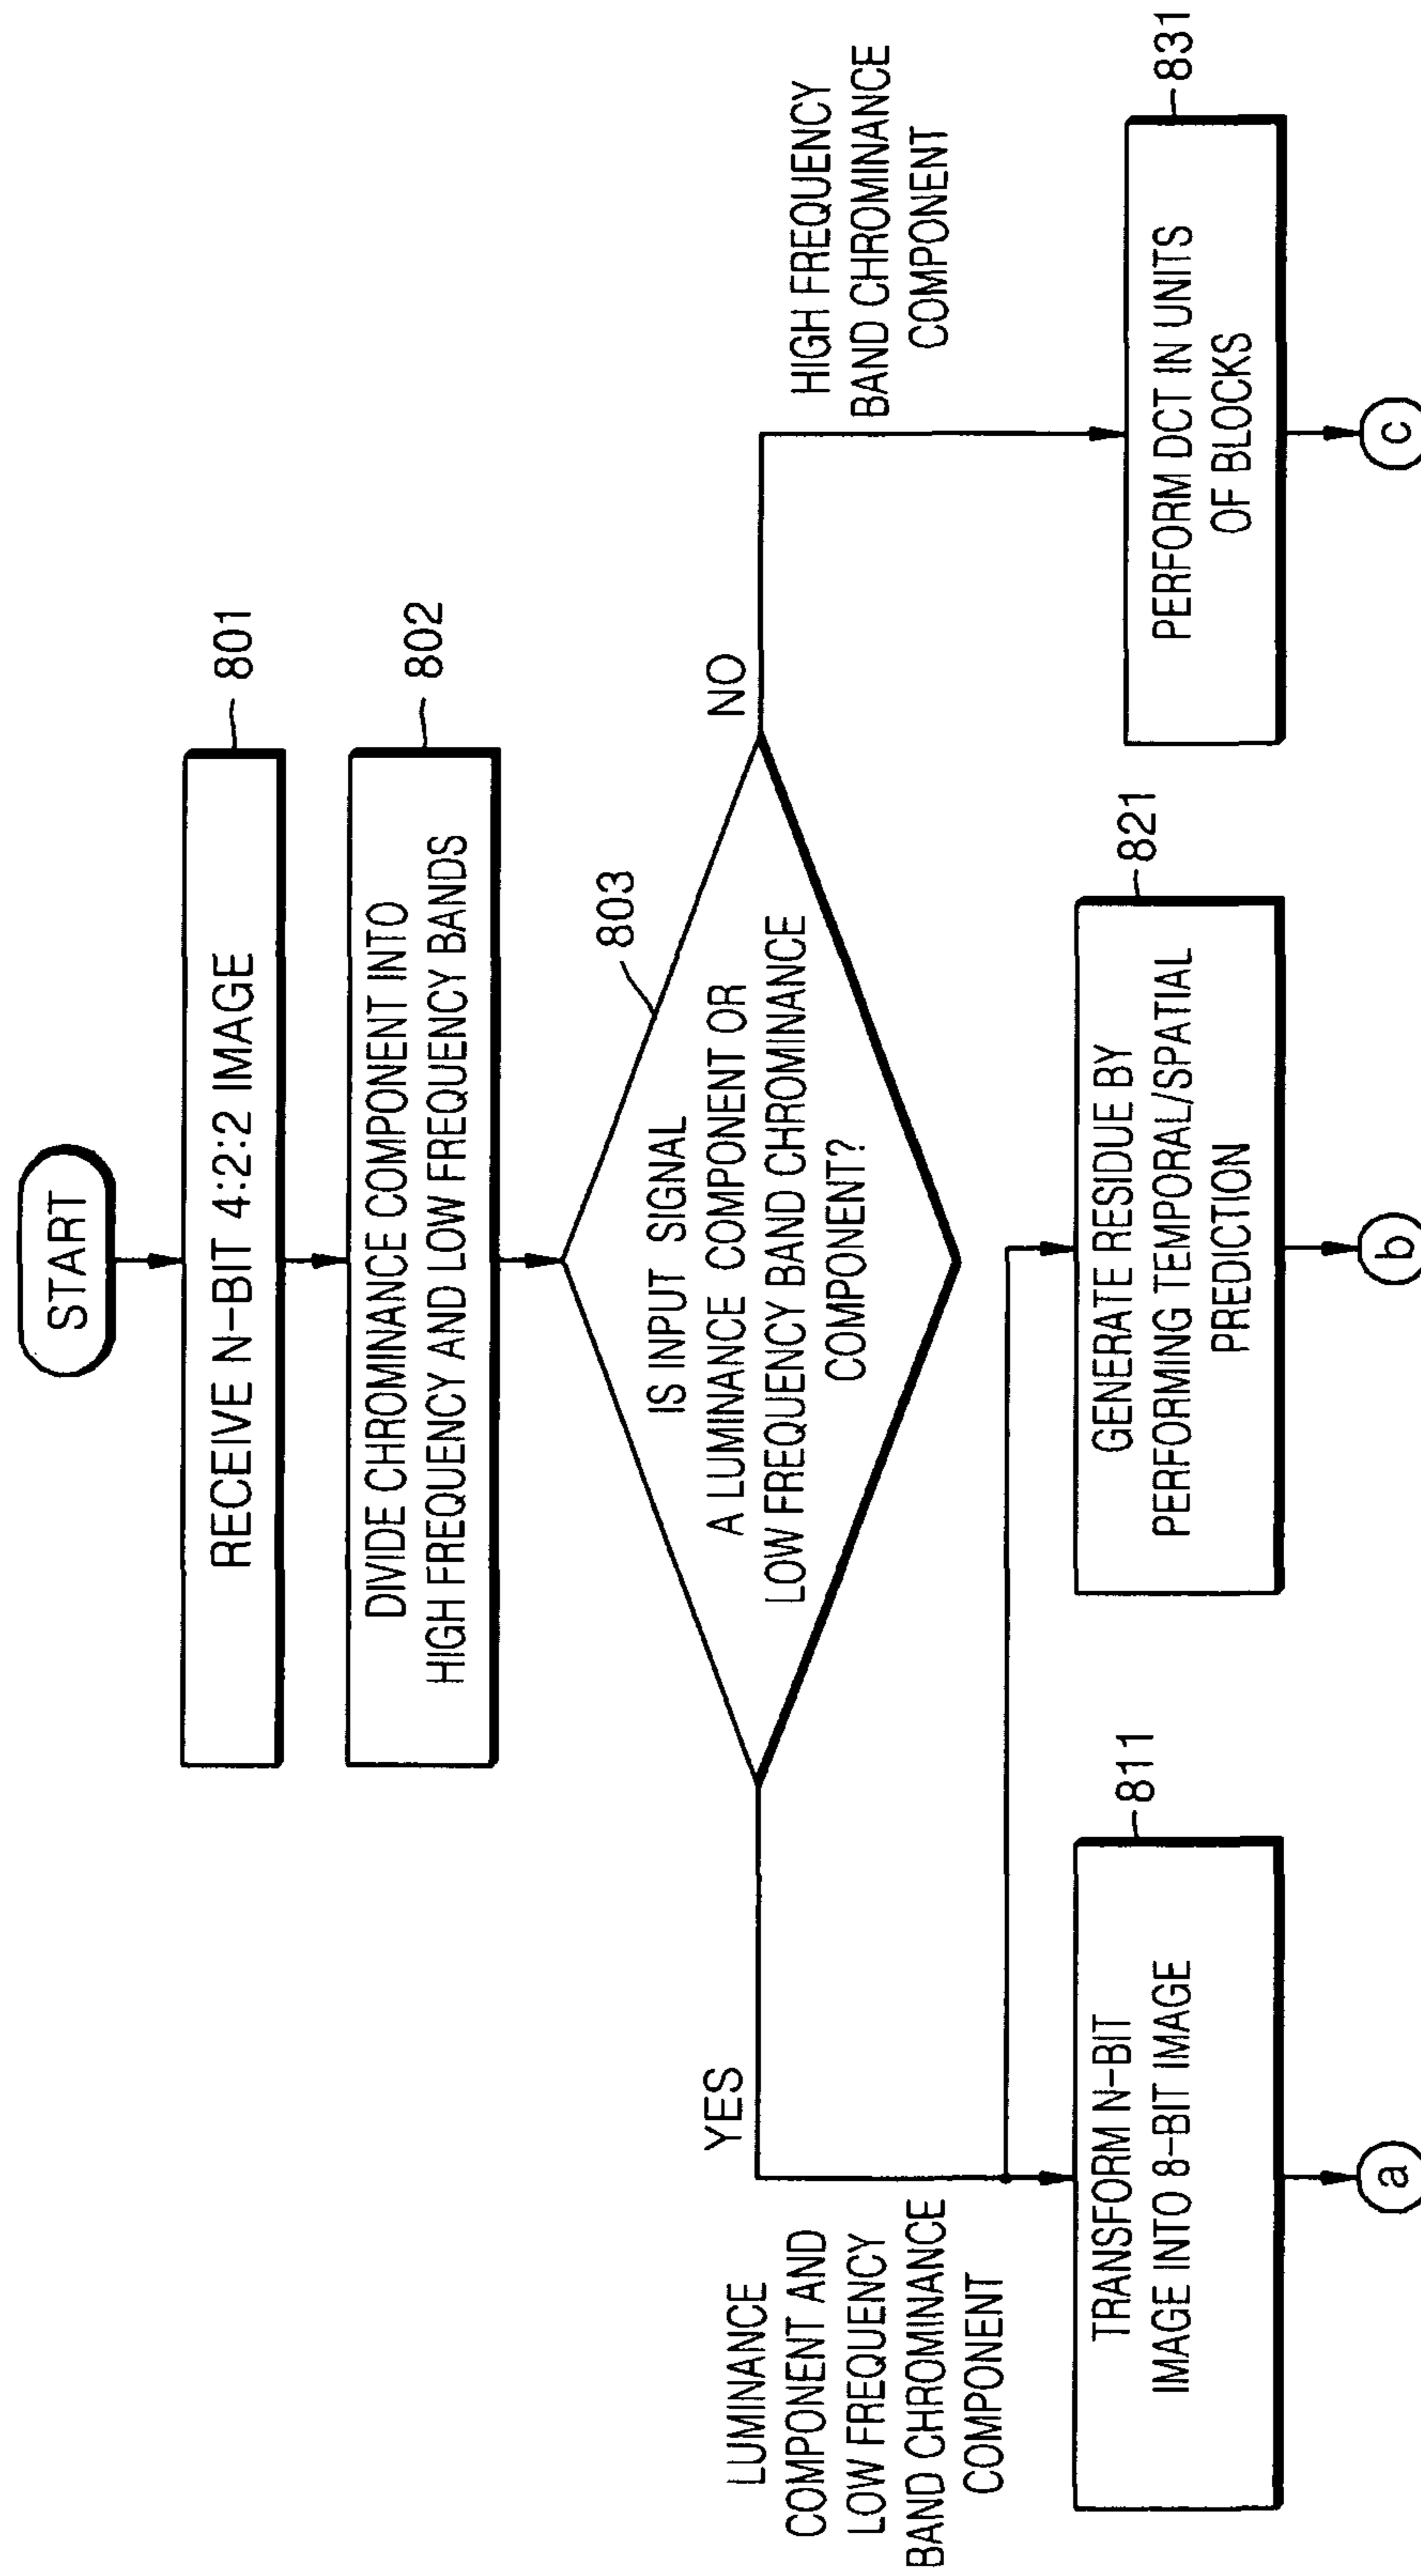 START
RECEIVE N-BIT 4:2:2 IMAGE
801
DIVIDE CHROMINANCE COMPONENT INTO
HIGH FREQUENCY AND LOW FREQUENCY BANDS
802
803
IS INPUT SIGNAL
A LUMINANCE COMPONENT OR
LOW FREQUENCY BAND CHROMINANCE
COMPONENT?
YES
NO
LUMINANCE
COMPONENT AND
LOW FREQUENCY
BAND CHROMINANCE
COMPONENT
HIGH FREQUENCY
BAND CHROMINANCE
COMPONENT
811
TRANSFORM N-BIT
IMAGE INTO 8-BIT IMAGE
821
GENERATE RESIDUE BY
PERFORMING TEMPORAL/SPATIAL
PREDICTION
831
PERFORM DCT IN UNITS
OF BLOCKS
a
b
c